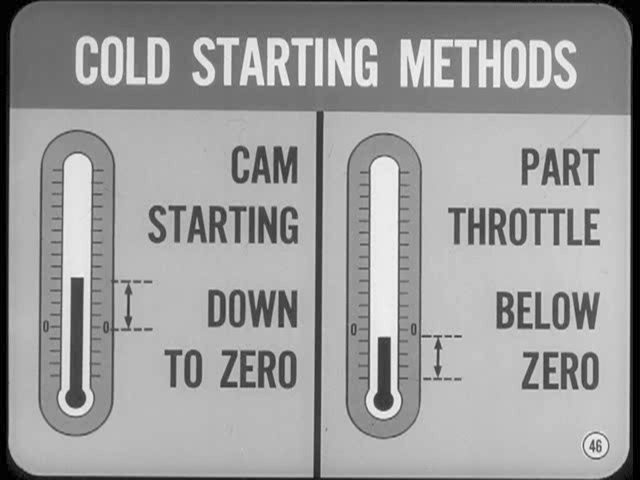 COLD STARTING METHODS
CAM
STARTING
DOWN
TO ZERO
0 0
PART
THROTTLE
BELOW
ZERO
0 0
46